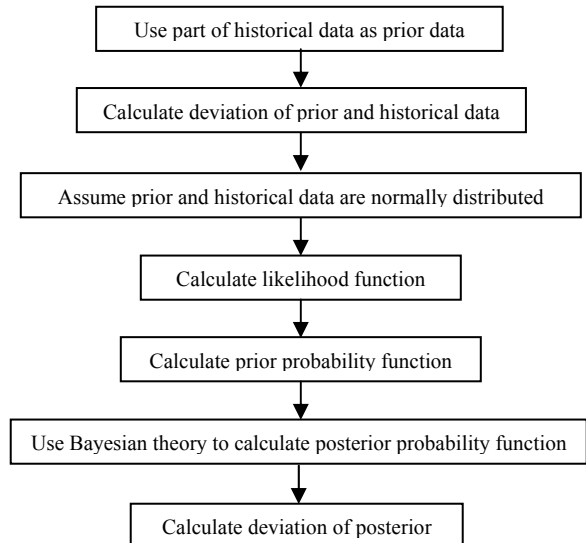 Use part of historical data as prior data
Calculate deviation of prior and historical data
Assume prior and historical data are normally distributed
Calculate likelihood function
Calculate prior probability function
Use Bayesian theory to calculate posterior probability function
Calculate deviation of posterior